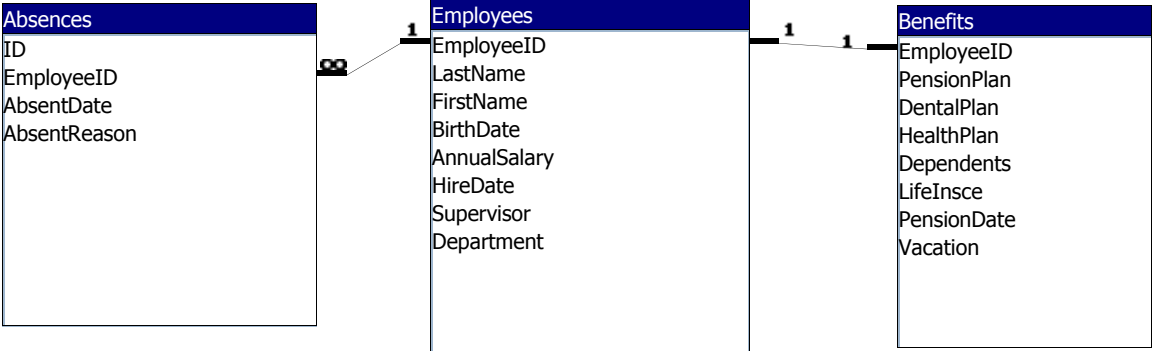 Absences
ID
EmployeeID
AbsentDate
AbsentReason
∞
1
Employees
EmployeeID
LastName
FirstName
BirthDate
AnnualSalary
HireDate
Supervisor
Department
1
1
Benefits
EmployeeID
PensionPlan
DentalPlan
HealthPlan
Dependents
LifeInsce
PensionDate
Vacation